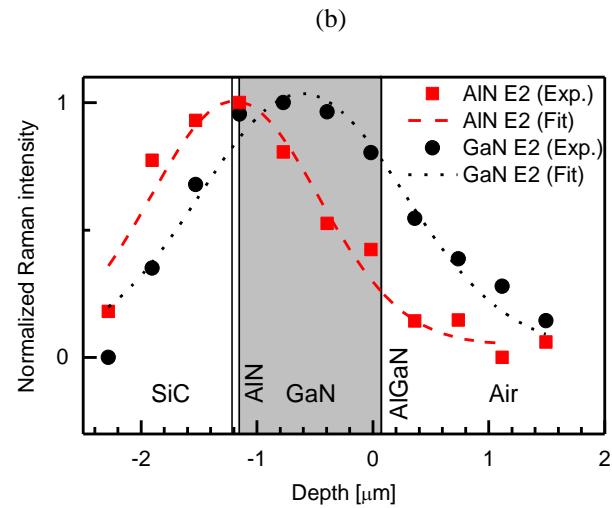 (b)
AlN E2 (Exp.)
AlN E2 (Fit)
GaN E2 (Exp.)
GaN E2 (Fit)
Normalized Raman intensity
1
0
SiC
AlN
GaN
AlGaN
Air
-2 -1 0 1 2
Depth [μm]